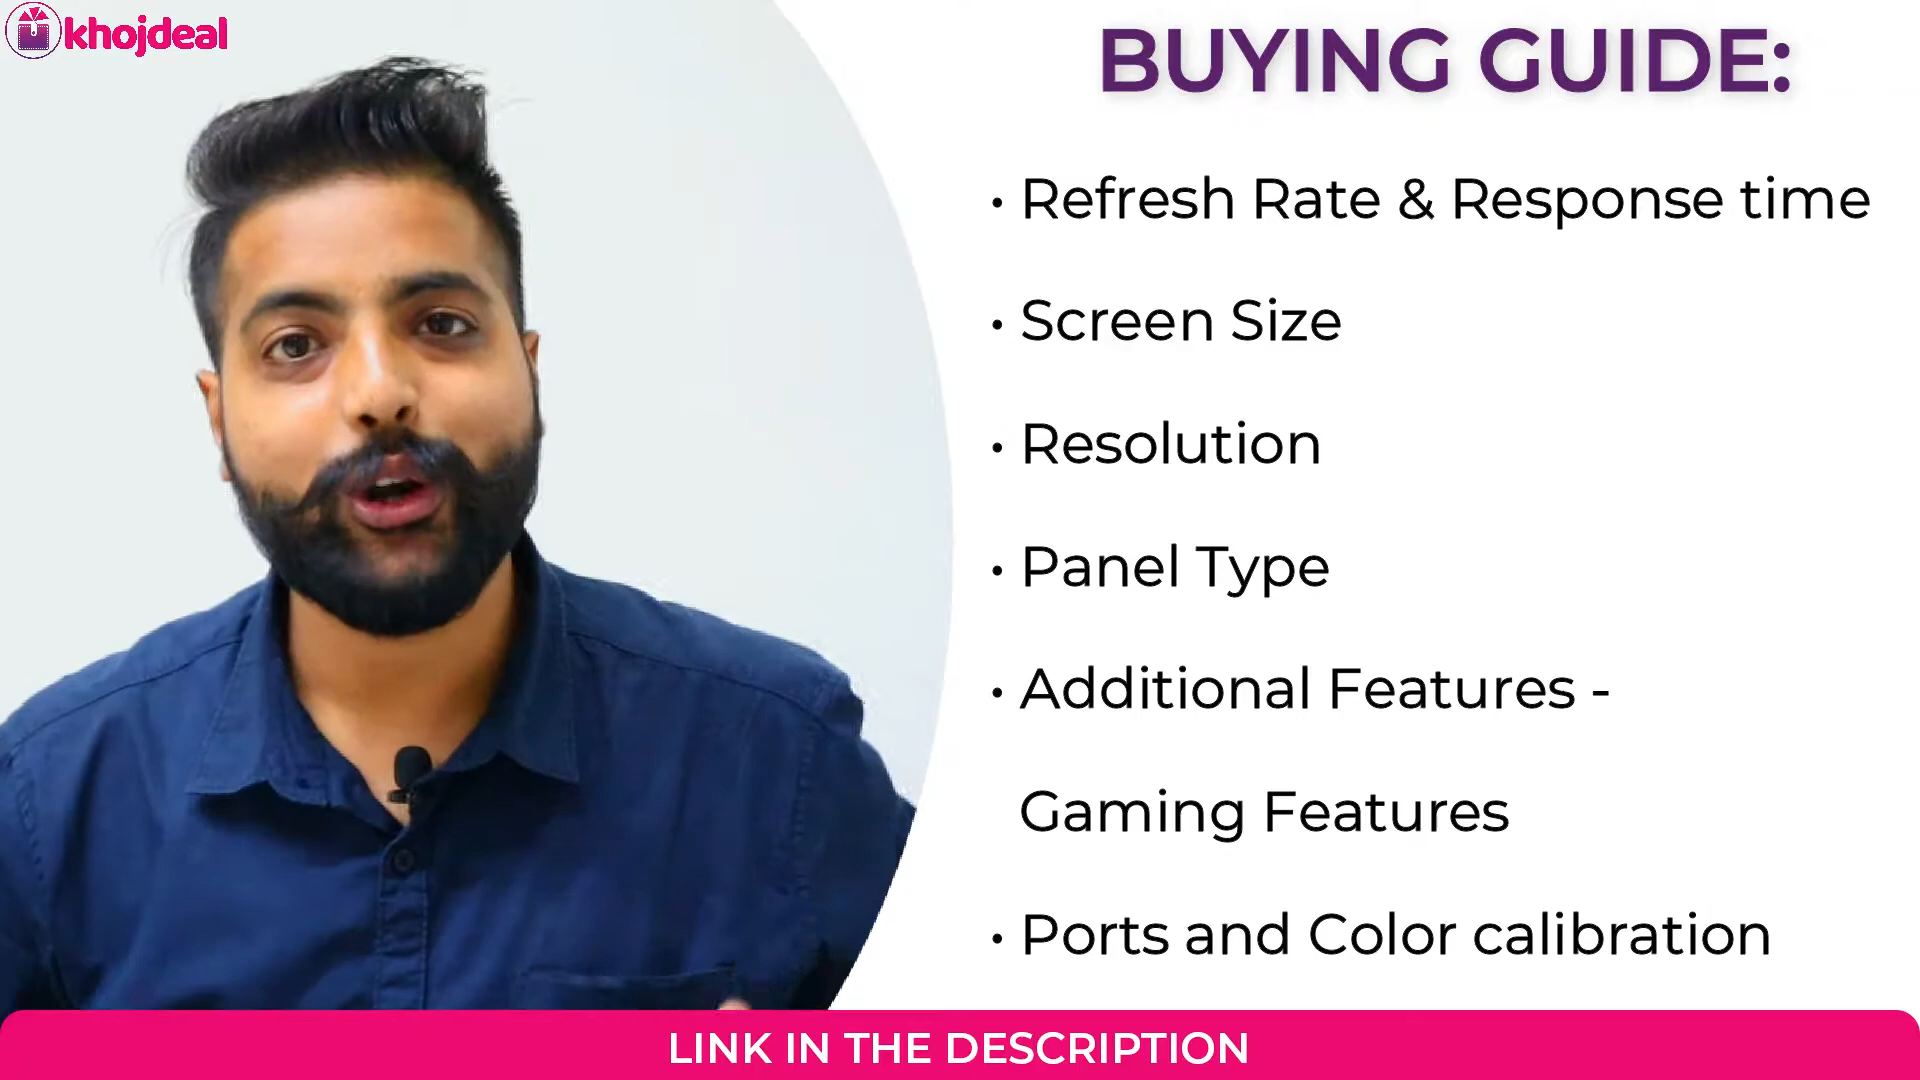 khojdeal
BUYING GUIDE:
• Refresh Rate & Response time
• Screen Size
• Resolution
• Panel Type
• Additional Features -
Gaming Features
• Ports and Color calibration
LINK IN THE DESCRIPTION